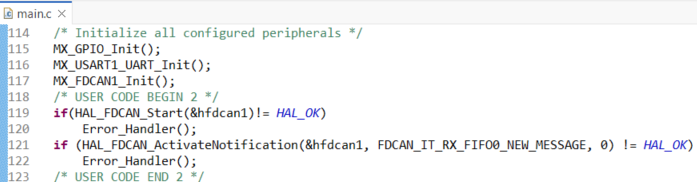 main.c
114 /* Initialize all configured peripherals */
115 MX_GPIO_Init();
116 MX_USART1_UART_Init();
117 MX_FDCAN1_Init();
118 /* USER CODE BEGIN 2 */
119 if(HAL_FDCAN_Start(&hfdcan1)!= HAL_OK)
120 Error_Handler();
121 if (HAL_FDCAN_ActivateNotification(&hfdcan1, FDCAN_IT_RX_FIFO0_NEW_MESSAGE, 0) != HAL_OK)
122 Error_Handler();
123 /* USER CODE END 2 */